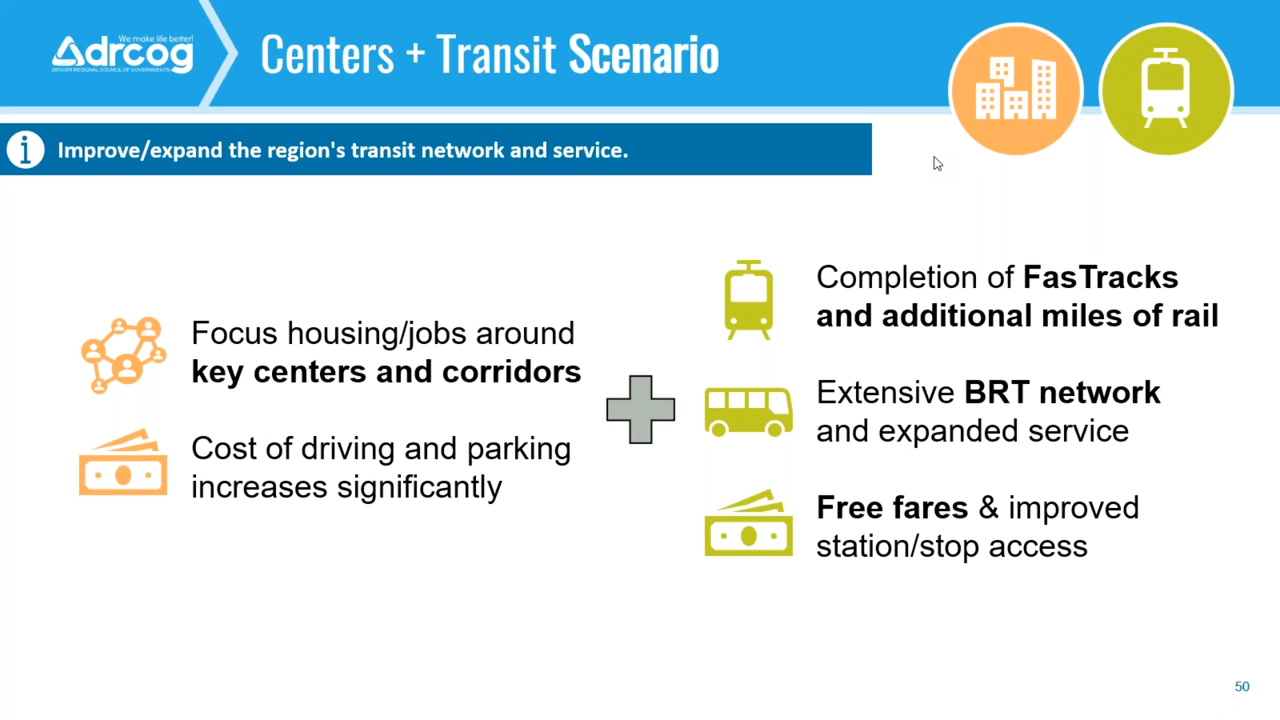 We make life better!
drcog
DENVER REGIONAL COUNCIL OF GOVERNMENTS
Centers + Transit Scenario
i
Improve/expand the region's transit network and service.
Focus housing/jobs around
key centers and corridors
Cost of driving and parking
increases significantly
Completion of FasTracks
and additional miles of rail
Extensive BRT network
and expanded service
Free fares & improved
station/stop access
50